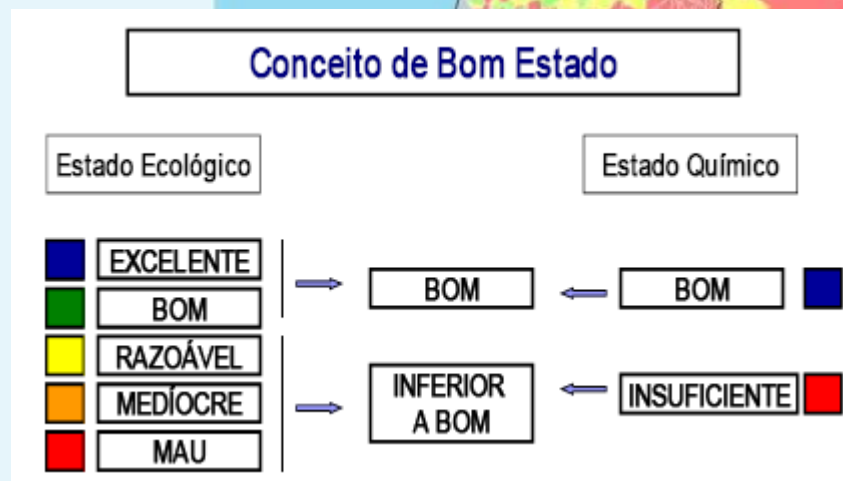 Conceito de Bom Estado
Estado Ecológico
Estado Químico
EXCELENTE
BOM
RAZOÁVEL
MEDÍOCRE
MAU
BOM
INFERIOR
A BOM
BOM
INSUFICIENTE